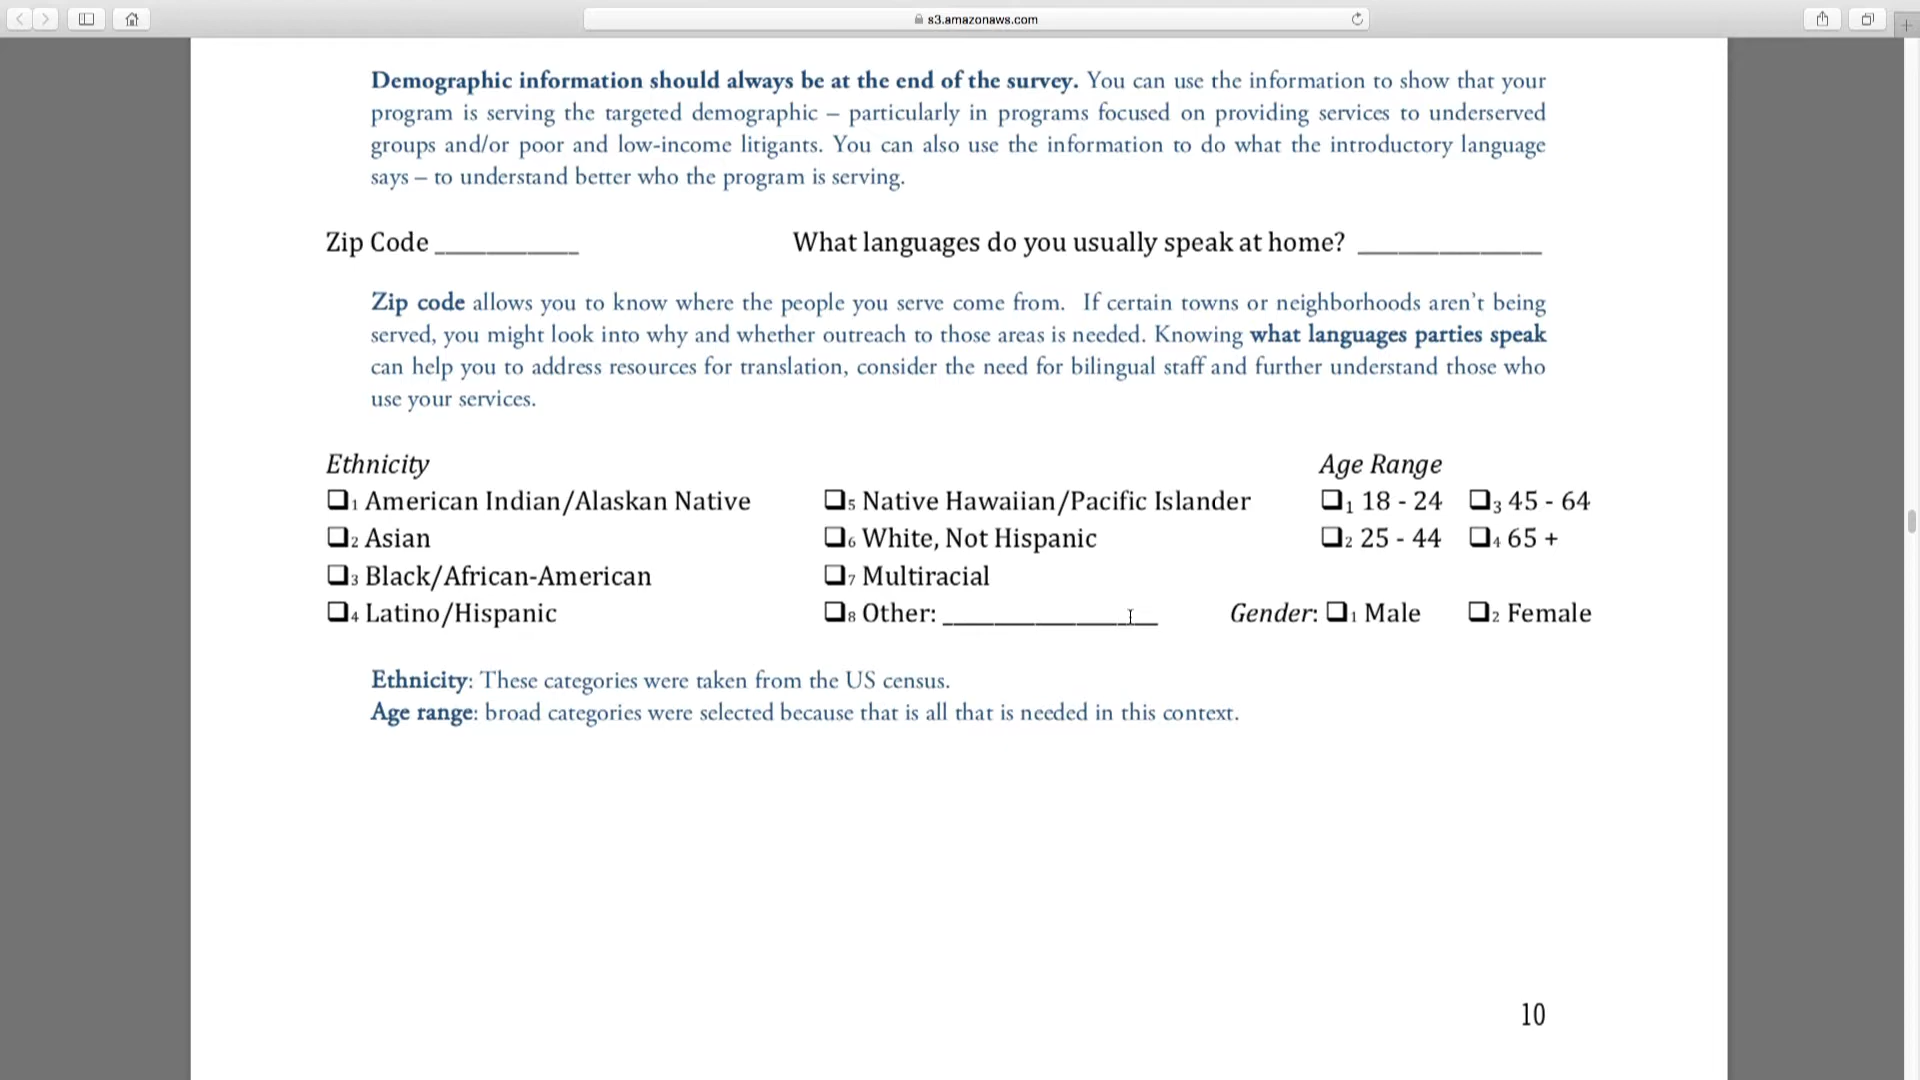 s3.amazonaws.com
Demographic information should always be at the end of the survey. You can use the information to show that your
program is serving the targeted demographic – particularly in programs focused on providing services to underserved
groups and/or poor and low-income litigants. You can also use the information to do what the introductory language
says – to understand better who the program is serving.
Zip Code ___________ What languages do you usually speak at home? ______________
Zip code allows you to know where the people you serve come from. If certain towns or neighborhoods aren't being
served, you might look into why and whether outreach to those areas is needed. Knowing what languages parties speak
can help you to address resources for translation, consider the need for bilingual staff and further understand those who
use your services.
Ethnicity Age Range
❑1 American Indian/Alaskan Native ❑5 Native Hawaiian/Pacific Islander ❑1 18 - 24 ❑3 45 - 64
❑2 Asian ❑6 White, Not Hispanic ❑2 25 - 44 ❑4 65 +
❑3 Black/African-American ❑7 Multiracial
❑4 Latino/Hispanic ❑8 Other: ________________ Gender: ❑1 Male ❑2 Female
Ethnicity: These categories were taken from the US census.
Age range: broad categories were selected because that is all that is needed in this context.
10